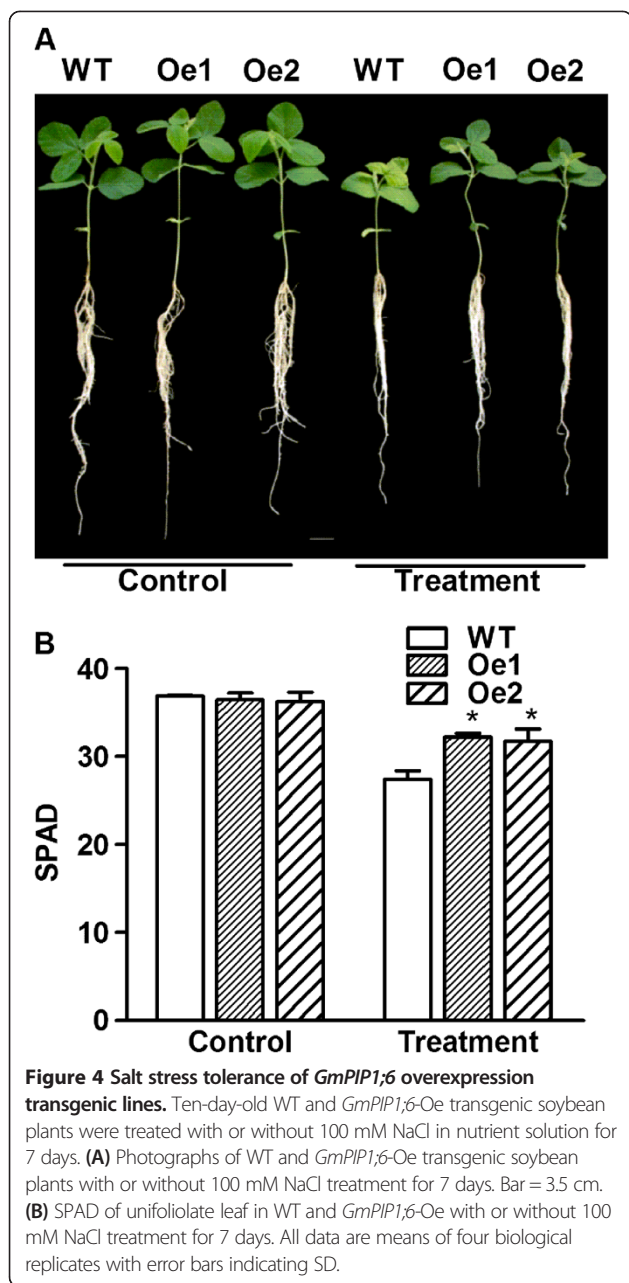 A
WT Oe1 Oe2 WT Oe1 Oe2
Control Treatment
B
WT
Oe1
Oe2
40
30
20
10
0
SPAD
* *
Control Treatment
Figure 4 Salt stress tolerance of GmPIP1;6 overexpression
transgenic lines. Ten-day-old WT and GmPIP1;6-Oe transgenic soybean
plants were treated with or without 100 mM NaCl in nutrient solution for
7 days. (A) Photographs of WT and GmPIP1;6-Oe transgenic soybean
plants with or without 100 mM NaCl treatment for 7 days. Bar = 3.5 cm.
(B) SPAD of unifoliolate leaf in WT and GmPIP1;6-Oe with or without 100
mM NaCl treatment for 7 days. All data are means of four biological
replicates with error bars indicating SD.